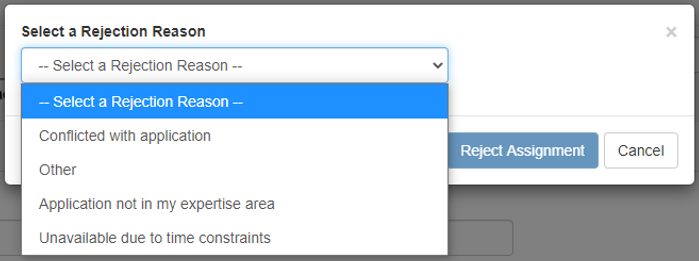 Select a Rejection Reason
×
-- Select a Rejection Reason --
-- Select a Rejection Reason --
Conflicted with application
Other
Application not in my expertise area
Unavailable due to time constraints
Reject Assignment
Cancel